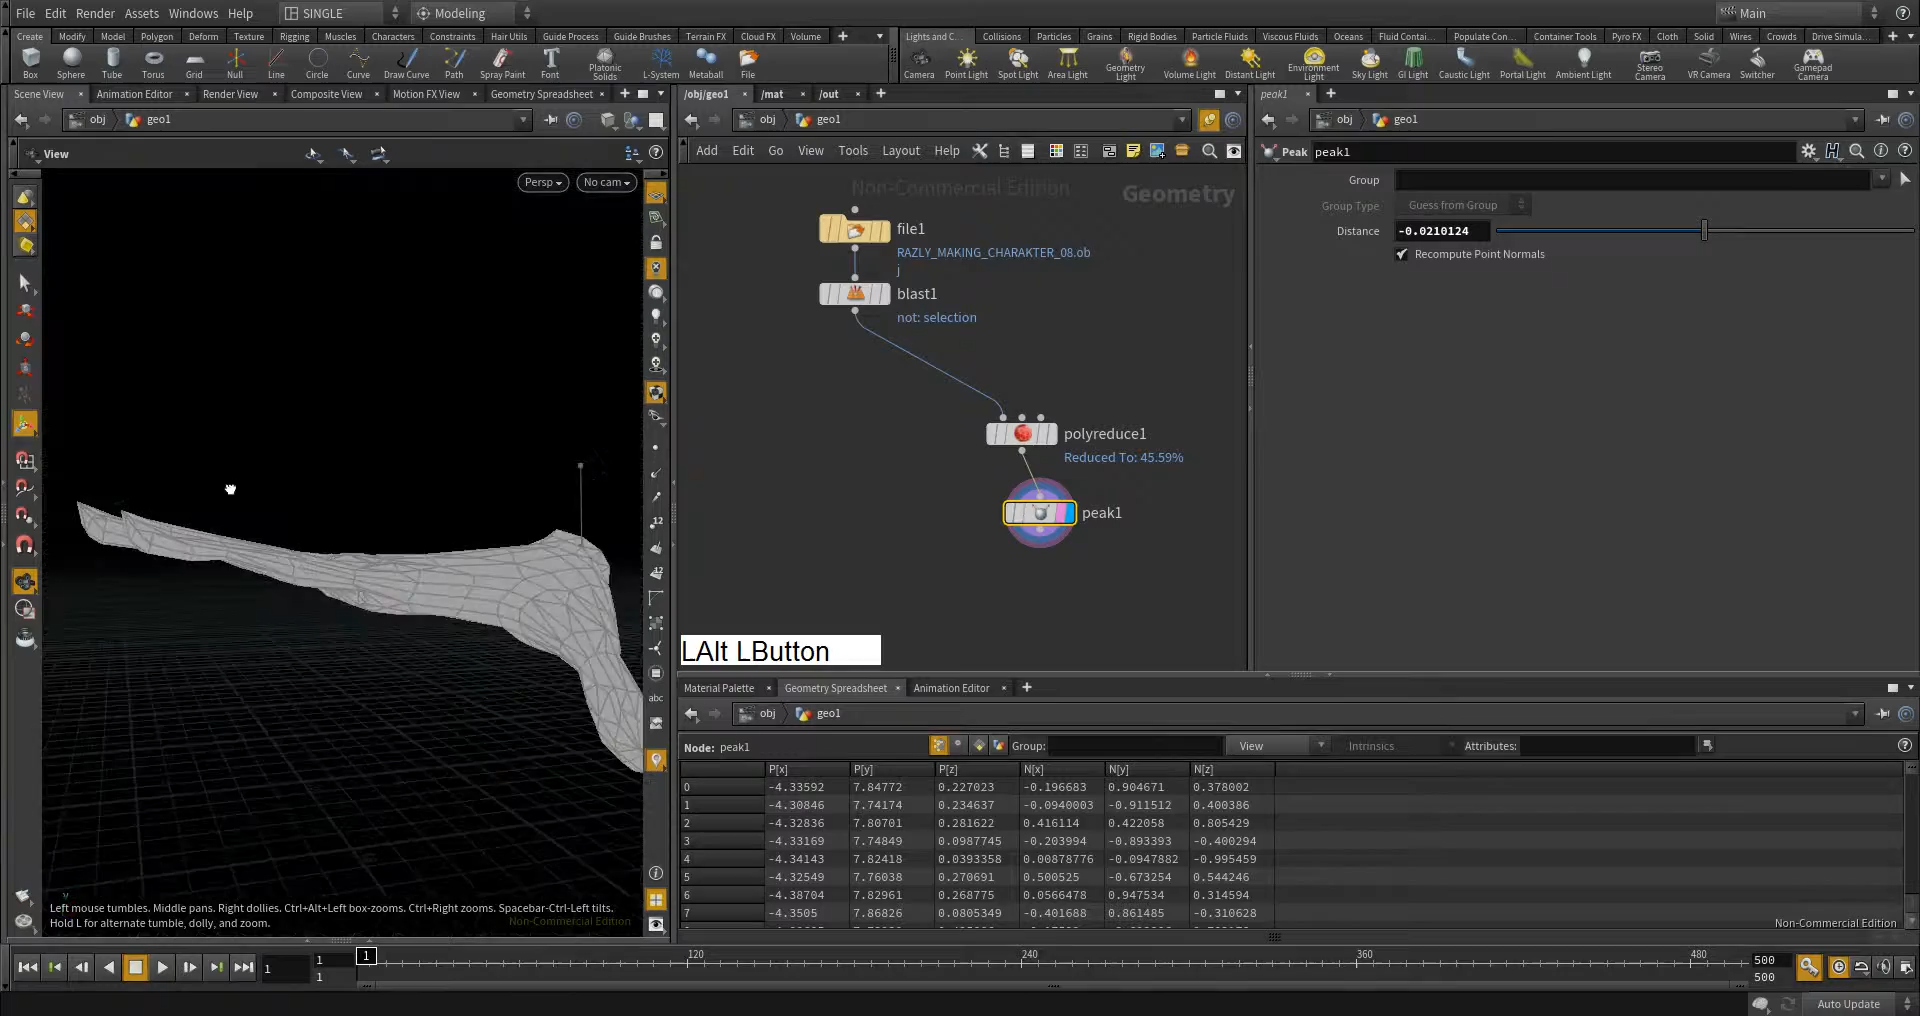 File Edit Render Assets Windows Help SINGLE Modeling Main
Create Modify Model Polygon Deform Texture Rigging Muscles Characters Constraints Hair Utils Guide Process Guide Brushes Terrain FX Cloud FX Volume
Lights and C... Collisions Particles Grains Rigid Bodies Particle Fluids Viscous Fluids Oceans Fluid Contai... Populate Con... Container Tools Pyro FX Cloth Solid Wires Crowds Drive Simula...
Box Sphere Tube Torus Grid Null Line Circle Curve Draw Curve Path Spray Paint Font Platonic Solids L-System Metaball File
Camera Point Light Spot Light Area Light Geometry Light Volume Light Distant Light Environment Light Sky Light GI Light Caustic Light Portal Light Ambient Light Stereo Camera VR Camera Switcher Gamepad Camera
Scene View Animation Editor Render View Composite View Motion FX View Geometry Spreadsheet
obj geo1
View
Persp No cam
12
12
abc
Left mouse tumbles. Middle pans. Right dollies. Ctrl+Alt+Left box-zooms. Ctrl+Right zooms. Spacebar-Ctrl-Left tilts.
Hold L for alternate tumble, dolly, and zoom.
Non-Commercial Edition
/obj/geo1 /mat /out
obj geo1
Add Edit Go View Tools Layout Help
Non-Commercial Edition
Geometry
file1
RAZLY_MAKING_CHARAKTER_08.ob
j
blast1
not: selection
polyreduce1
Reduced To: 45.59%
peak1
LAlt LButton
peak1
obj geo1
Peak peak1
Group
Group Type Guess from Group
Distance -0.0210124
Recompute Point Normals
Material Palette Geometry Spreadsheet Animation Editor
obj geo1
Node: peak1 Group: View Intrinsics Attributes:
P[x] P[y] P[z] N[x] N[y] N[z]
0 -4.33592 7.84772 0.227023 -0.196683 0.904671 0.378002
1 -4.30846 7.74174 0.234637 -0.0940003 -0.911512 0.400386
2 -4.32836 7.80701 0.281622 0.416114 0.422058 0.805429
3 -4.33169 7.74849 0.0987745 -0.203994 -0.893393 -0.400294
4 -4.34143 7.82418 0.0393358 0.00878776 -0.0947882 -0.995459
5 -4.32549 7.76038 0.270691 0.500525 -0.673254 0.544246
6 -4.38704 7.82961 0.268775 0.0566478 0.947534 0.314594
7 -4.3505 7.86826 0.0805349 -0.401688 0.861485 -0.310628
Non-Commercial Edition
1 1 1 1 120 240 360 480 500 500
Auto Update